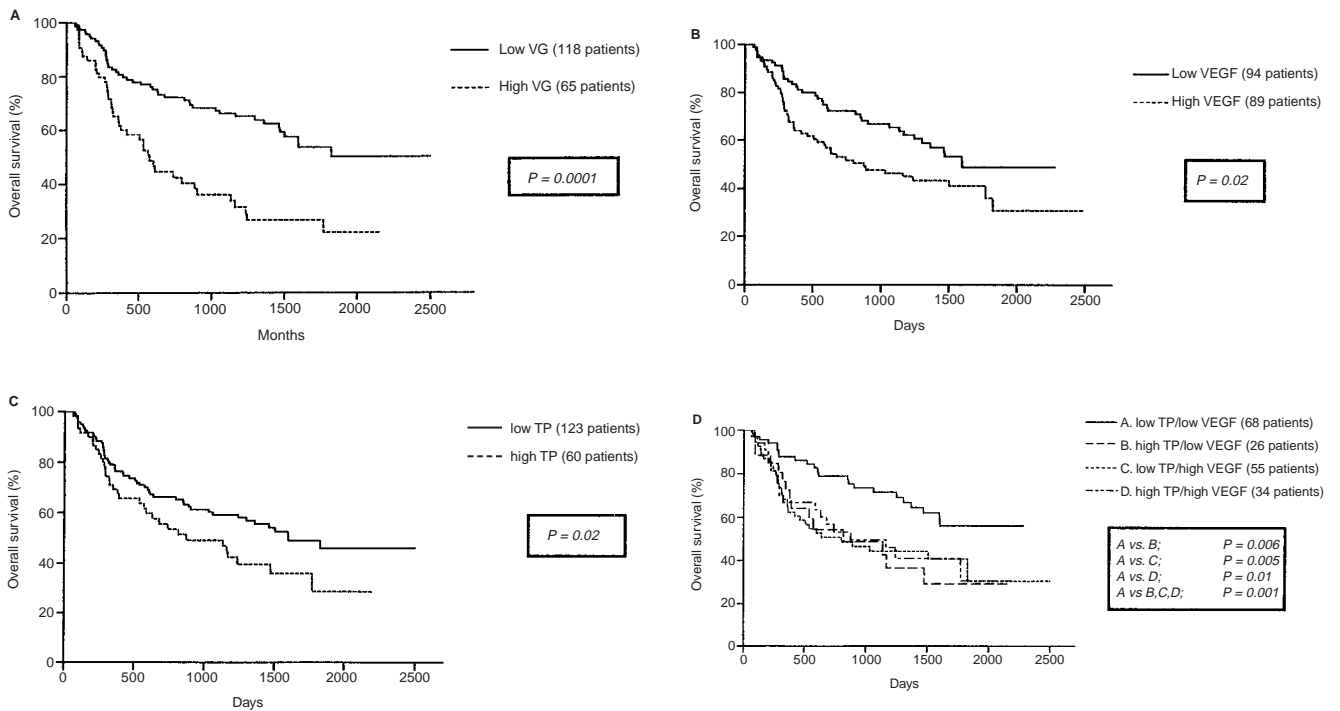 A
100
80
60
40
20
0
Overall survival (%)
0 500 1000 1500 2000 2500
Months
Low VG (118 patients)
High VG (65 patients)
P = 0.0001
B
100
80
60
40
20
0
Overall survival (%)
0 500 1000 1500 2000 2500
Days
Low VEGF (94 patients)
High VEGF (89 patients)
P = 0.02
C
100
80
60
40
20
0
Overall survival (%)
0 500 1000 1500 2000 2500
Days
low TP (123 patients)
high TP (60 patients)
P = 0.02
D
100
80
60
40
20
0
Overall survival (%)
0 500 1000 1500 2000 2500
Days
A. low TP/low VEGF (68 patients)
B. high TP/low VEGF (26 patients)
C. low TP/high VEGF (55 patients)
D. high TP/high VEGF (34 patients)
A vs. B; P = 0.006
A vs. C; P = 0.005
A vs. D; P = 0.01
A vs B,C,D; P = 0.001